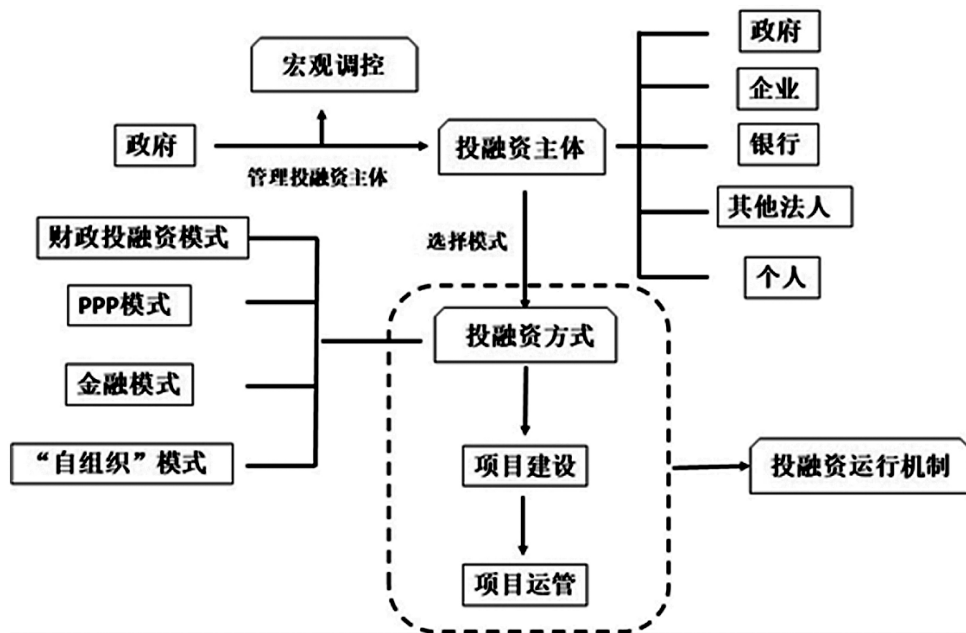 宏观调控
政府
管理投融资主体
投融资主体
政府
企业
银行
其他法人
个人
选择模式
财政投融资模式
PPP模式
金融模式
“自组织”模式
投融资方式
项目建设
项目运管
投融资运行机制